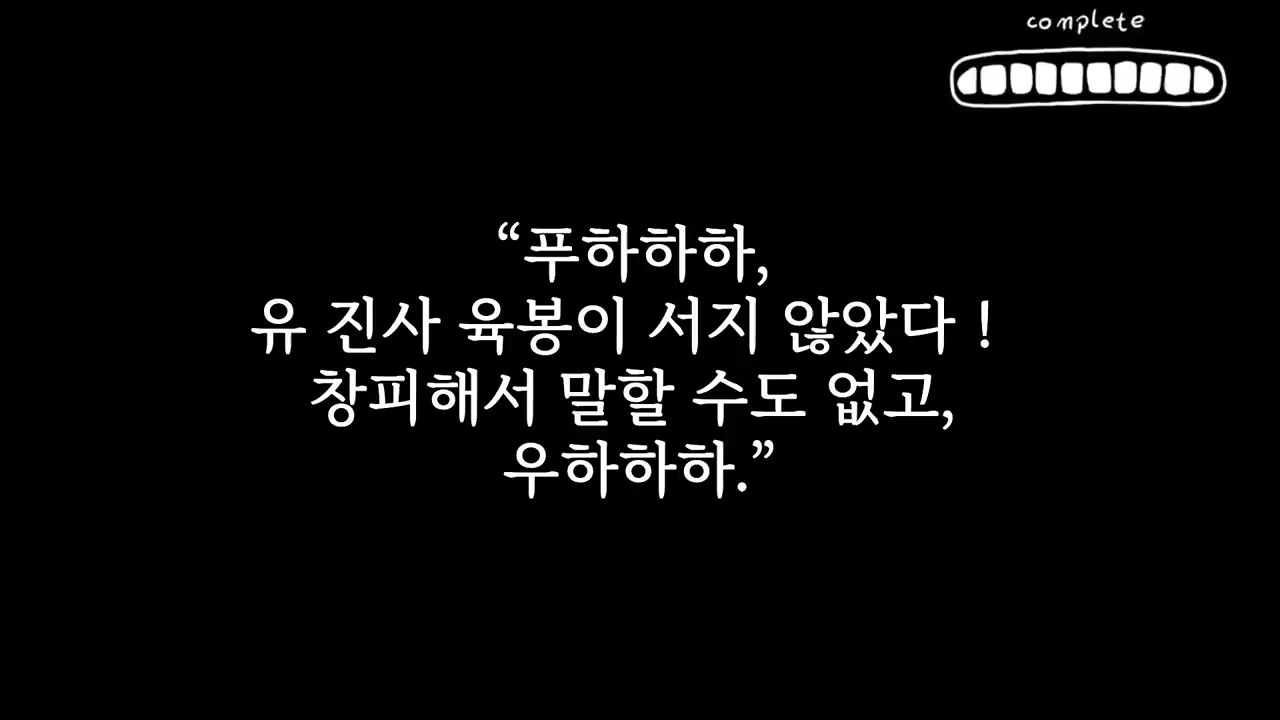 complete
“푸하하하,
유 진사 육봉이 서지 않았다 !
창피해서 말할 수도 없고,
우하하하.”